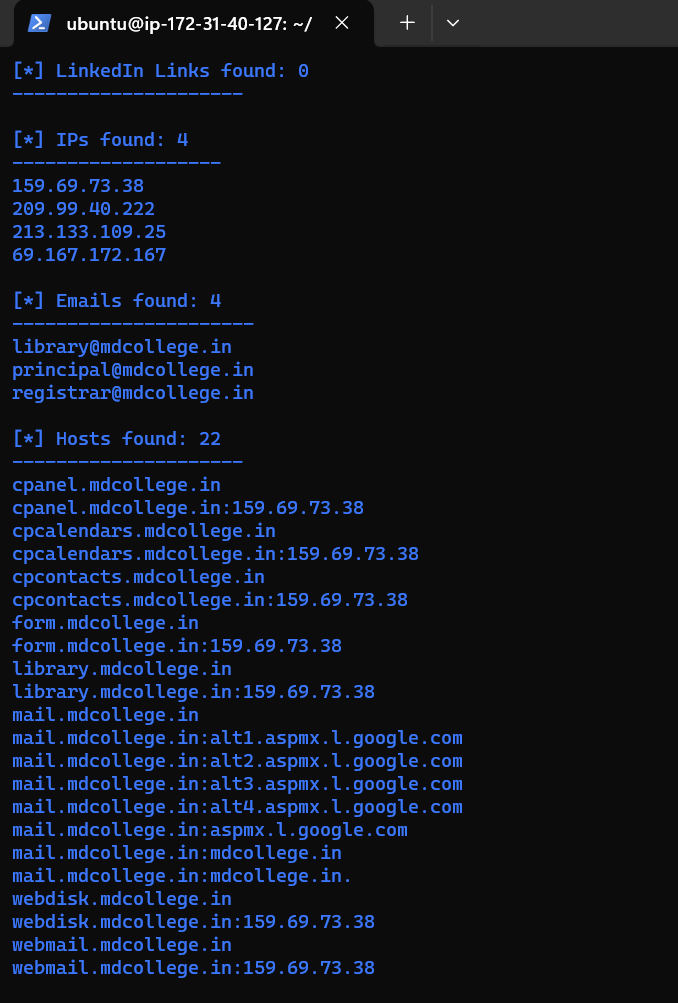 ubuntu@ip-172-31-40-127: ~/
[*] LinkedIn Links found: 0
---------------------
[*] IPs found: 4
-------------------
159.69.73.38
209.99.40.222
213.133.109.25
69.167.172.167
[*] Emails found: 4
----------------------
library@mdcollege.in
principal@mdcollege.in
registrar@mdcollege.in
[*] Hosts found: 22
---------------------
cpanel.mdcollege.in
cpanel.mdcollege.in:159.69.73.38
cpcalendars.mdcollege.in
cpcalendars.mdcollege.in:159.69.73.38
cpcontacts.mdcollege.in
cpcontacts.mdcollege.in:159.69.73.38
form.mdcollege.in
form.mdcollege.in:159.69.73.38
library.mdcollege.in
library.mdcollege.in:159.69.73.38
mail.mdcollege.in
mail.mdcollege.in:alt1.aspmx.l.google.com
mail.mdcollege.in:alt2.aspmx.l.google.com
mail.mdcollege.in:alt3.aspmx.l.google.com
mail.mdcollege.in:alt4.aspmx.l.google.com
mail.mdcollege.in:aspmx.l.google.com
mail.mdcollege.in:mdcollege.in
mail.mdcollege.in:mdcollege.in.
webdisk.mdcollege.in
webdisk.mdcollege.in:159.69.73.38
webmail.mdcollege.in
webmail.mdcollege.in:159.69.73.38